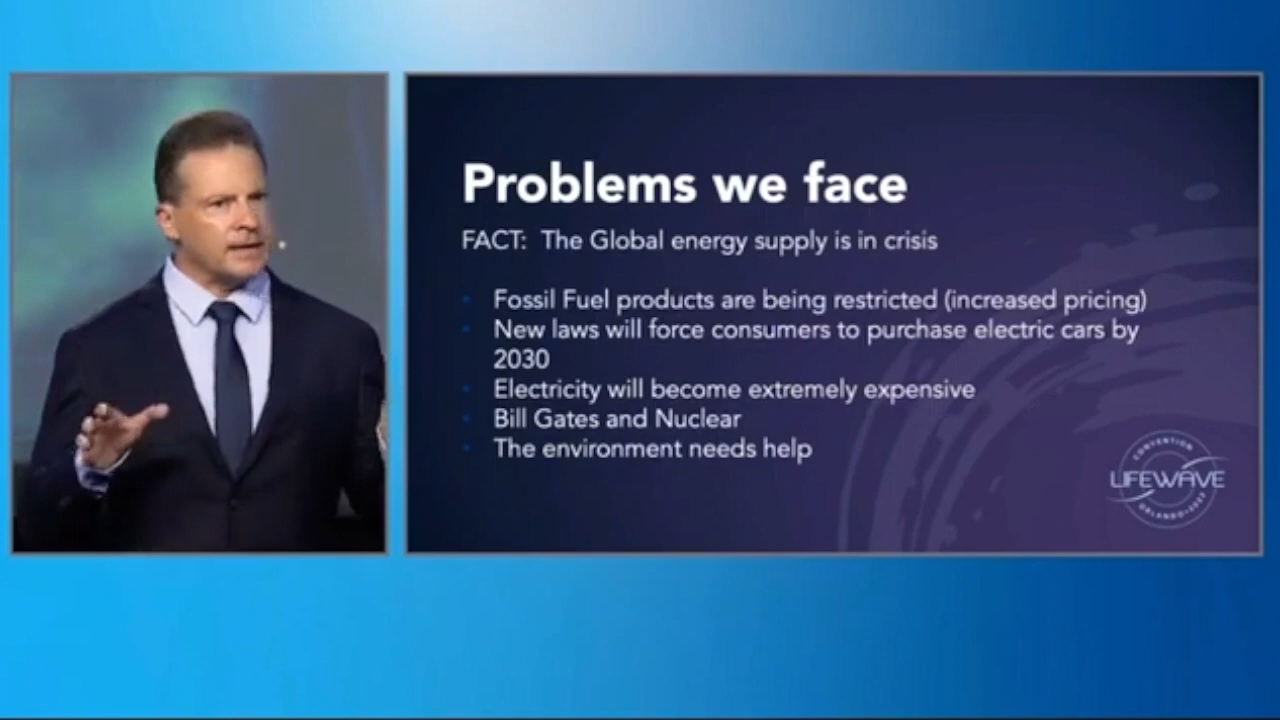 Problems we face
FACT: The Global energy supply is in crisis
Fossil Fuel products are being restricted (increased pricing)
New laws will force consumers to purchase electric cars by
2030
Electricity will become extremely expensive
Bill Gates and Nuclear
The environment needs help
CONVENTION
LIFEWAVE